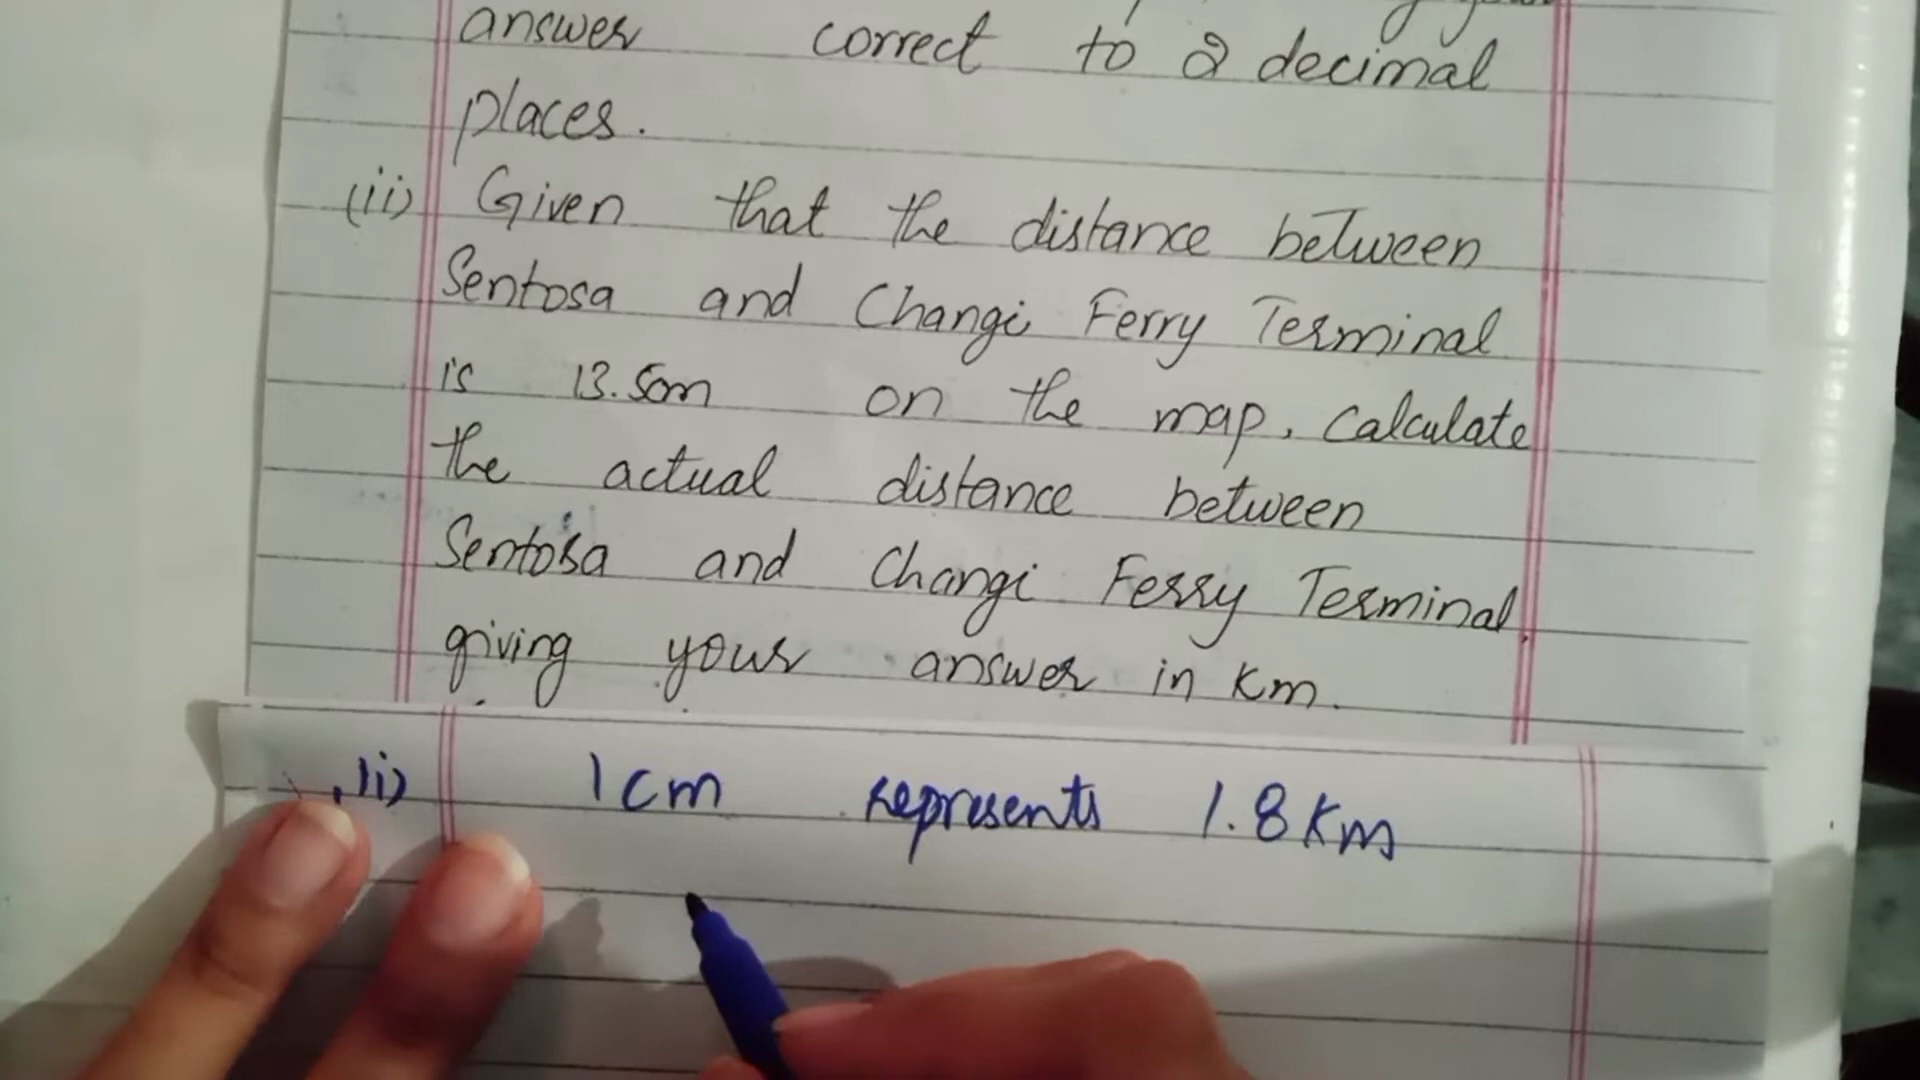 answer correct to 2 decimal
places.
(ii) Given that the distance between
Sentosa and Changi Ferry Terminal
is 13.5cm on the map, calculate
the actual distance between
Sentosa and Changi Ferry Terminal,
giving your answer in km.
ii) 1cm represents 1.8km